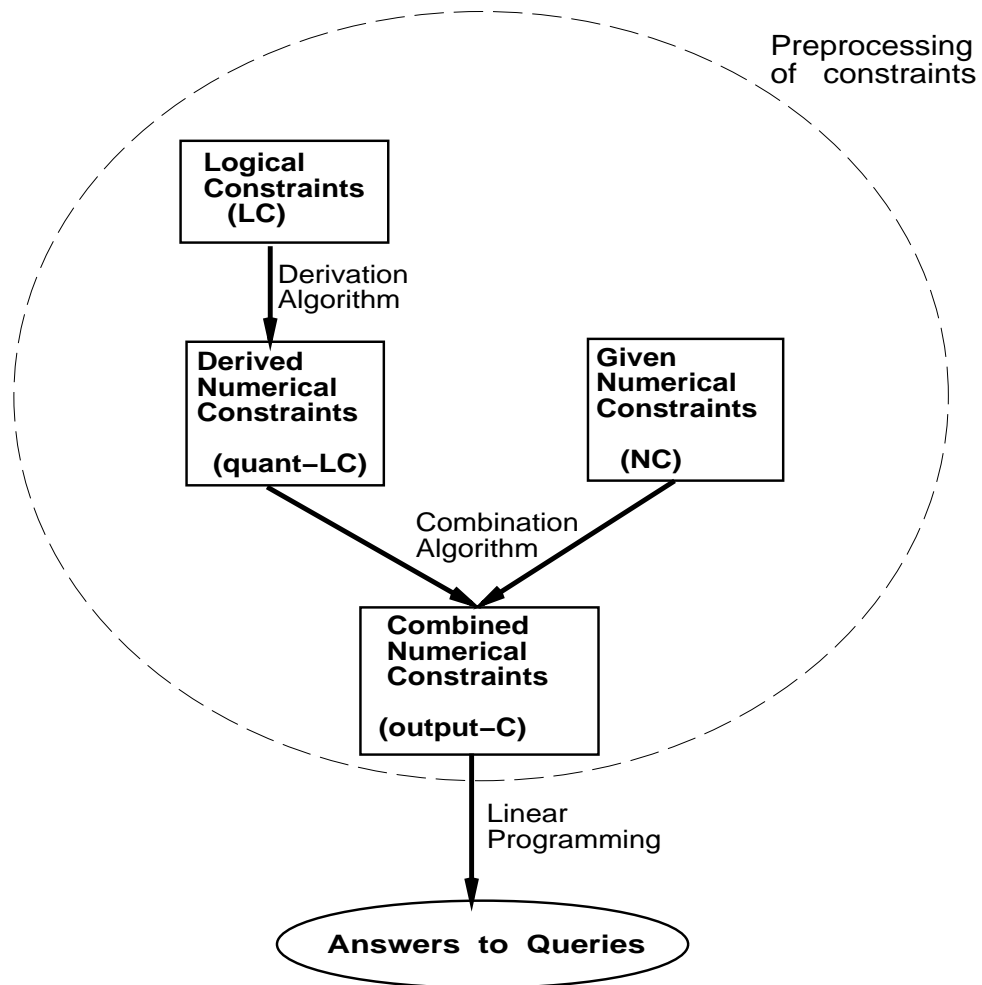 Preprocessing
of constraints
Logical
Constraints
(LC)
Derivation
Algorithm
Derived
Numerical
Constraints
(quant−LC)
Given
Numerical
Constraints
(NC)
Combination
Algorithm
Combined
Numerical
Constraints
(output−C)
Linear
Programming
Answers to Queries